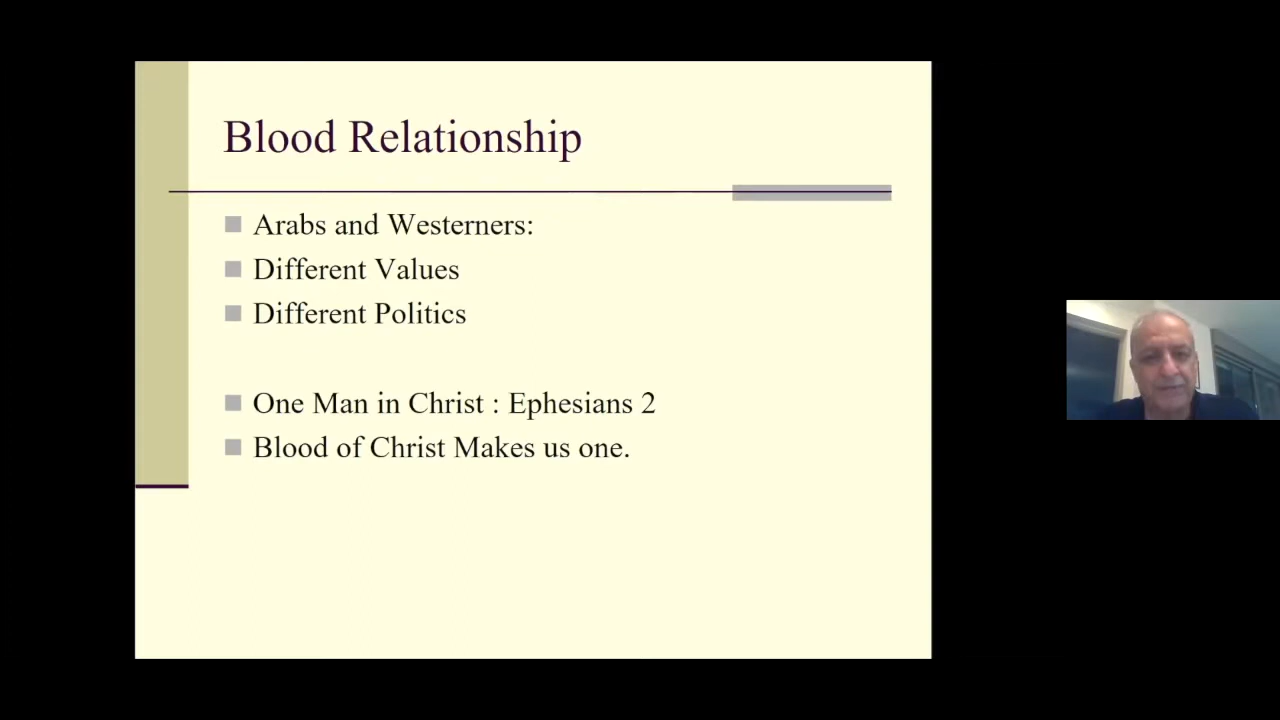 Blood Relationship
Arabs and Westerners:
Different Values
Different Politics
One Man in Christ : Ephesians 2
Blood of Christ Makes us one.